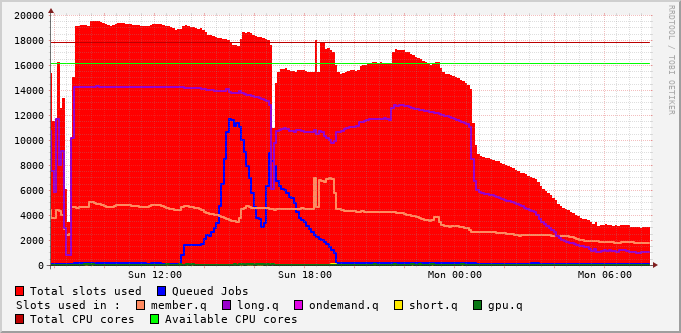 20000
18000
16000
14000
12000
10000
8000
6000
4000
2000
0
Sun 12:00 Sun 18:00 Mon 00:00 Mon 06:00
Total slots used Queued Jobs
Slots used in : member.q long.q ondemand.q short.q gpu.q
Total CPU cores Available CPU cores
RRDTOOL / TOBI OETIKER